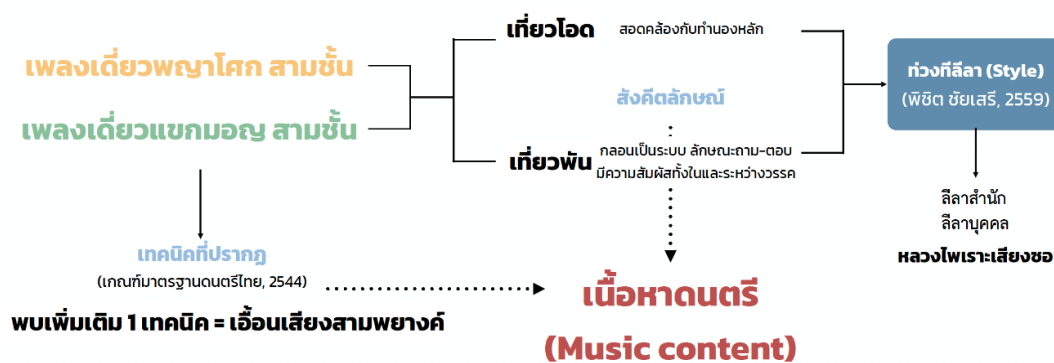 เพลงเดี่ยวพญาโศก สามชั้น
เพลงเดี่ยวแขกมอญ สามชั้น
เที่ยวโอด
สอดคล้องกับทำนองหลัก
สังคีตลักษณ์
เที่ยวพัน
กลอนเป็นระบบ ลักษณะถาม-ตอบ
มีความสัมผัสทั้งในและระหว่างวรรค
ท่วงทีลีลา (Style)
(พิชิต ชัยเสรี, 2559)
ลีลาสำนัก
ลีลาบุคคล
หลวงไพเราะเสียงซอ
เทคนิคที่ปรากฏ
(เกณฑ์มาตรฐานดนตรีไทย, 2544)
พบเพิ่มเติม 1 เทคนิค = เอื้อนเสียงสามพยางค์
เนื้อหาดนตรี
(Music content)